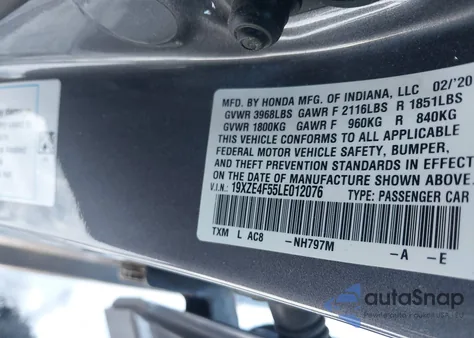 MFD. BY HONDA MFG. OF INDIANA, LLC 02/'20
GVWR 3968LBS GAWR F 2116LBS R 1851LBS
GVWR 1800KG GAWR F 960KG R 840KG
THIS VEHICLE CONFORMS TO ALL APPLICABLE
FEDERAL MOTOR VEHICLE SAFETY, BUMPER,
AND THEFT PREVENTION STANDARDS IN EFFECT
ON THE DATE OF MANUFACTURE SHOWN ABOVE.
V.I.N.: 19XZE4F55LE012076 TYPE: PASSENGER CAR
TXM L AC8 -NH797M -A -E
autoSnap